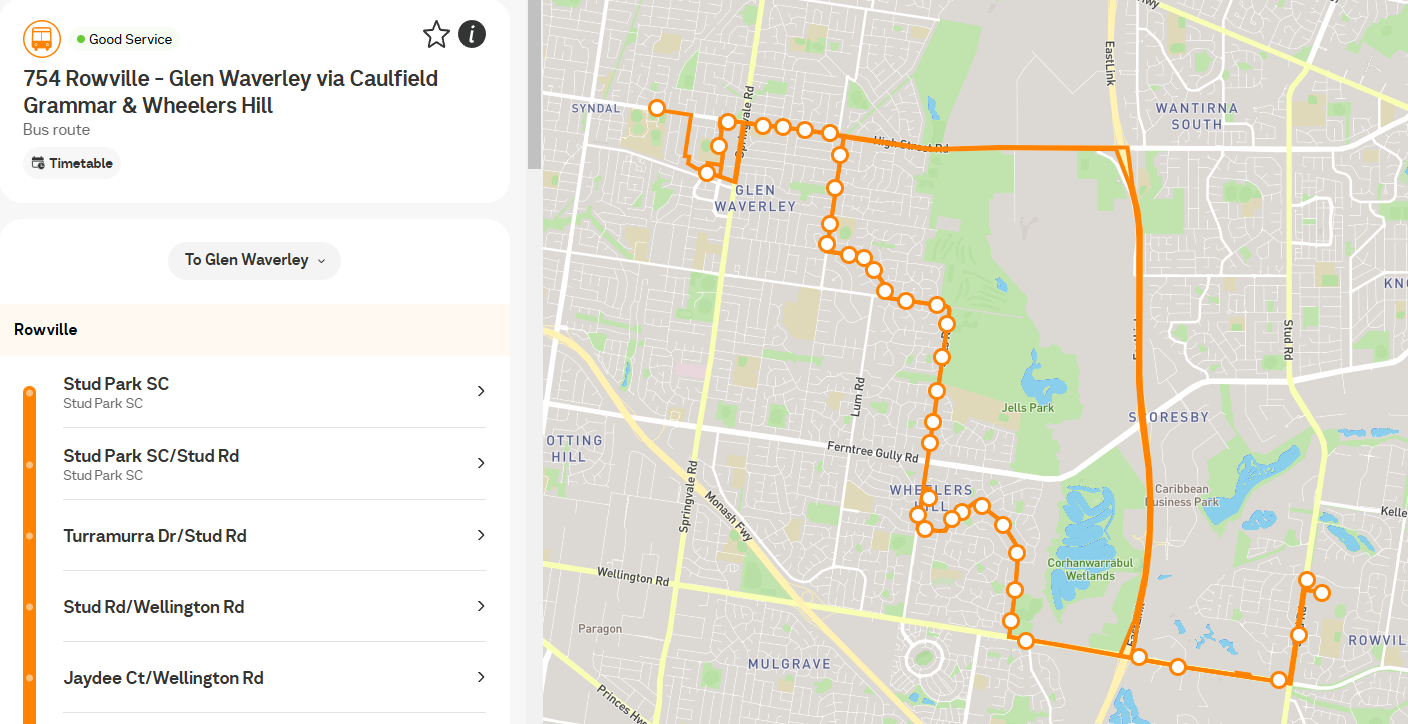 Good Service
i
754 Rowville - Glen Waverley via Caulfield
Grammar & Wheelers Hill
Bus route
Timetable
To Glen Waverley
Rowville
Stud Park SC
Stud Park SC
Stud Park SC/Stud Rd
Stud Park SC
Turramurra Dr/Stud Rd
Stud Rd/Wellington Rd
Jaydee Ct/Wellington Rd
EastLink
SYNDAL
Springvale Rd
WANTIRNA
SOUTH
High Street Rd
GLEN
WAVERLEY
Stud Rd
Lum Rd
Jells Park
SCORESBY
OTTING
HILL
Ferntree Gully Rd
WHEELERS
HILL
Caribbean
Business Park
Springvale Rd
Monash Fwy
Kelle
Corhanwarrabul
Wetlands
Wellington Rd
EastLink
Paragon
ROWVIL
MULGRAVE
Princes Hwy
KNO